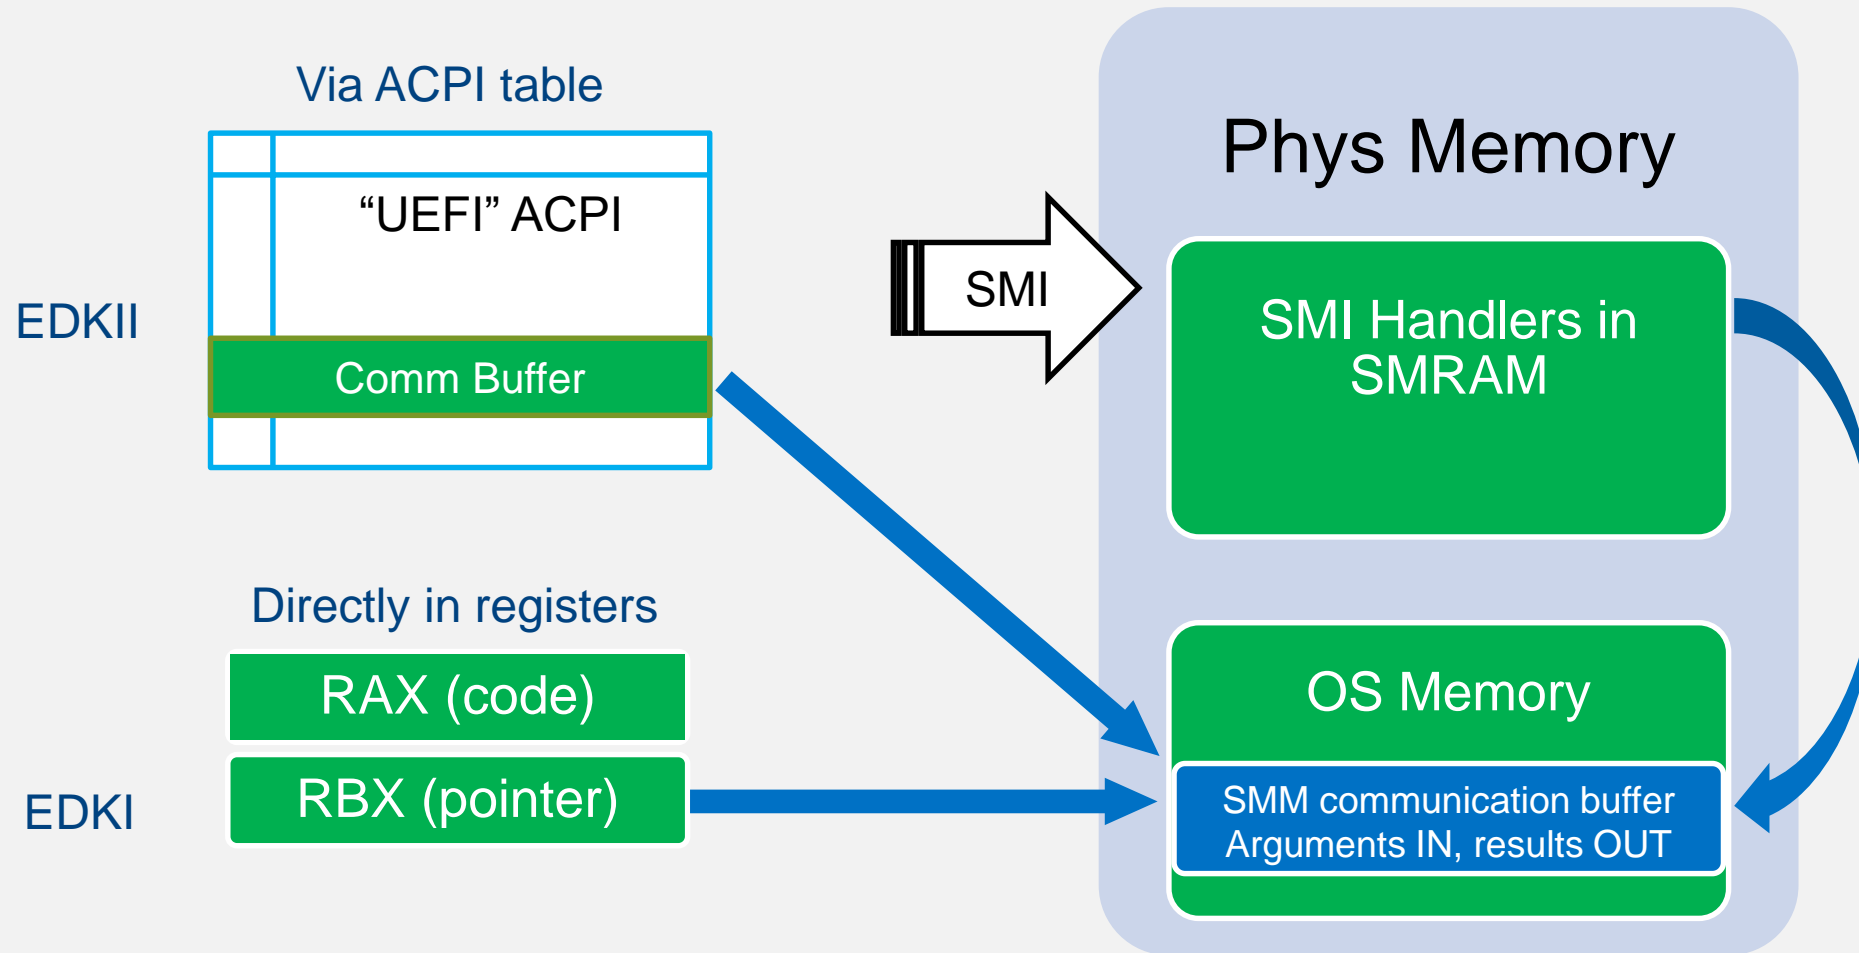 Via ACPI table
“UEFI” ACPI
EDKII
Comm Buffer
Directly in registers
RAX (code)
EDKI
RBX (pointer)
SMI
Phys Memory
SMI Handlers in
SMRAM
OS Memory
SMM communication buffer
Arguments IN, results OUT